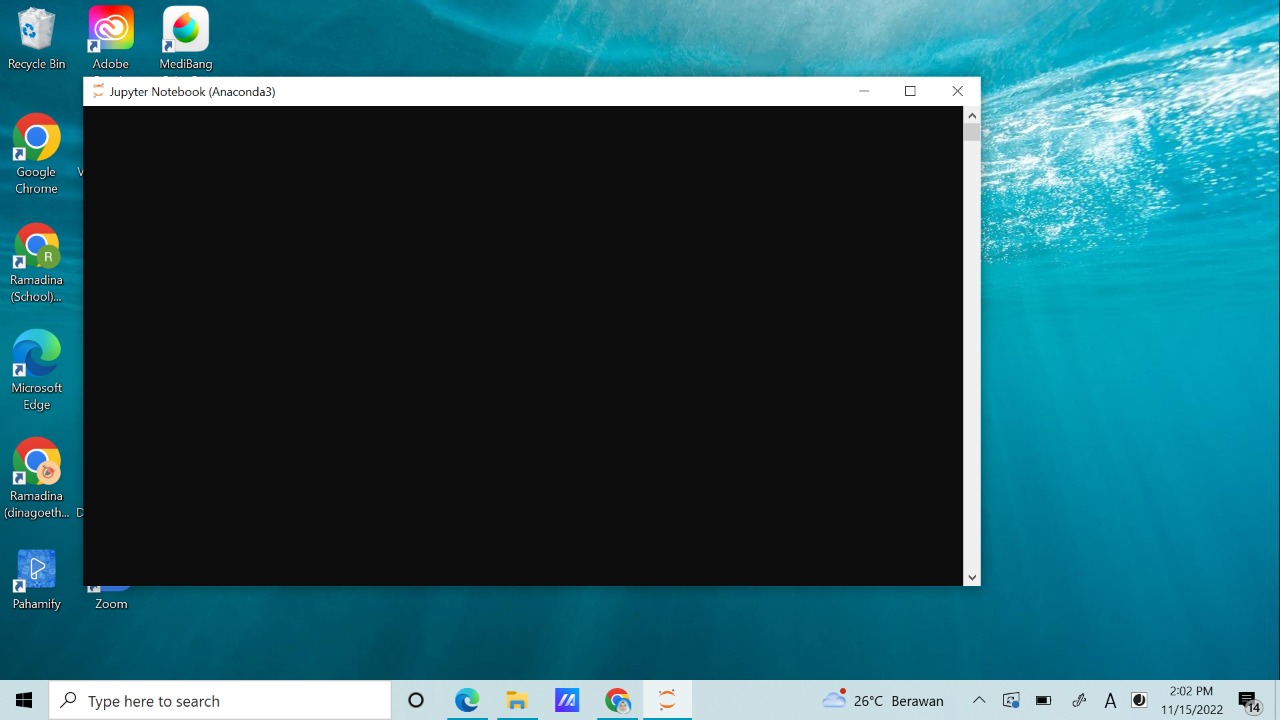 Recycle Bin
Adobe
MediBang
Jupyter Notebook (Anaconda3)
Google
Chrome
Ramadina
(School)...
Microsoft
Edge
Ramadina
(dinagoeth...
Pahamify
Zoom
Type here to search
26°C Berawan
A
2:02 PM
11/15/2022
14
R